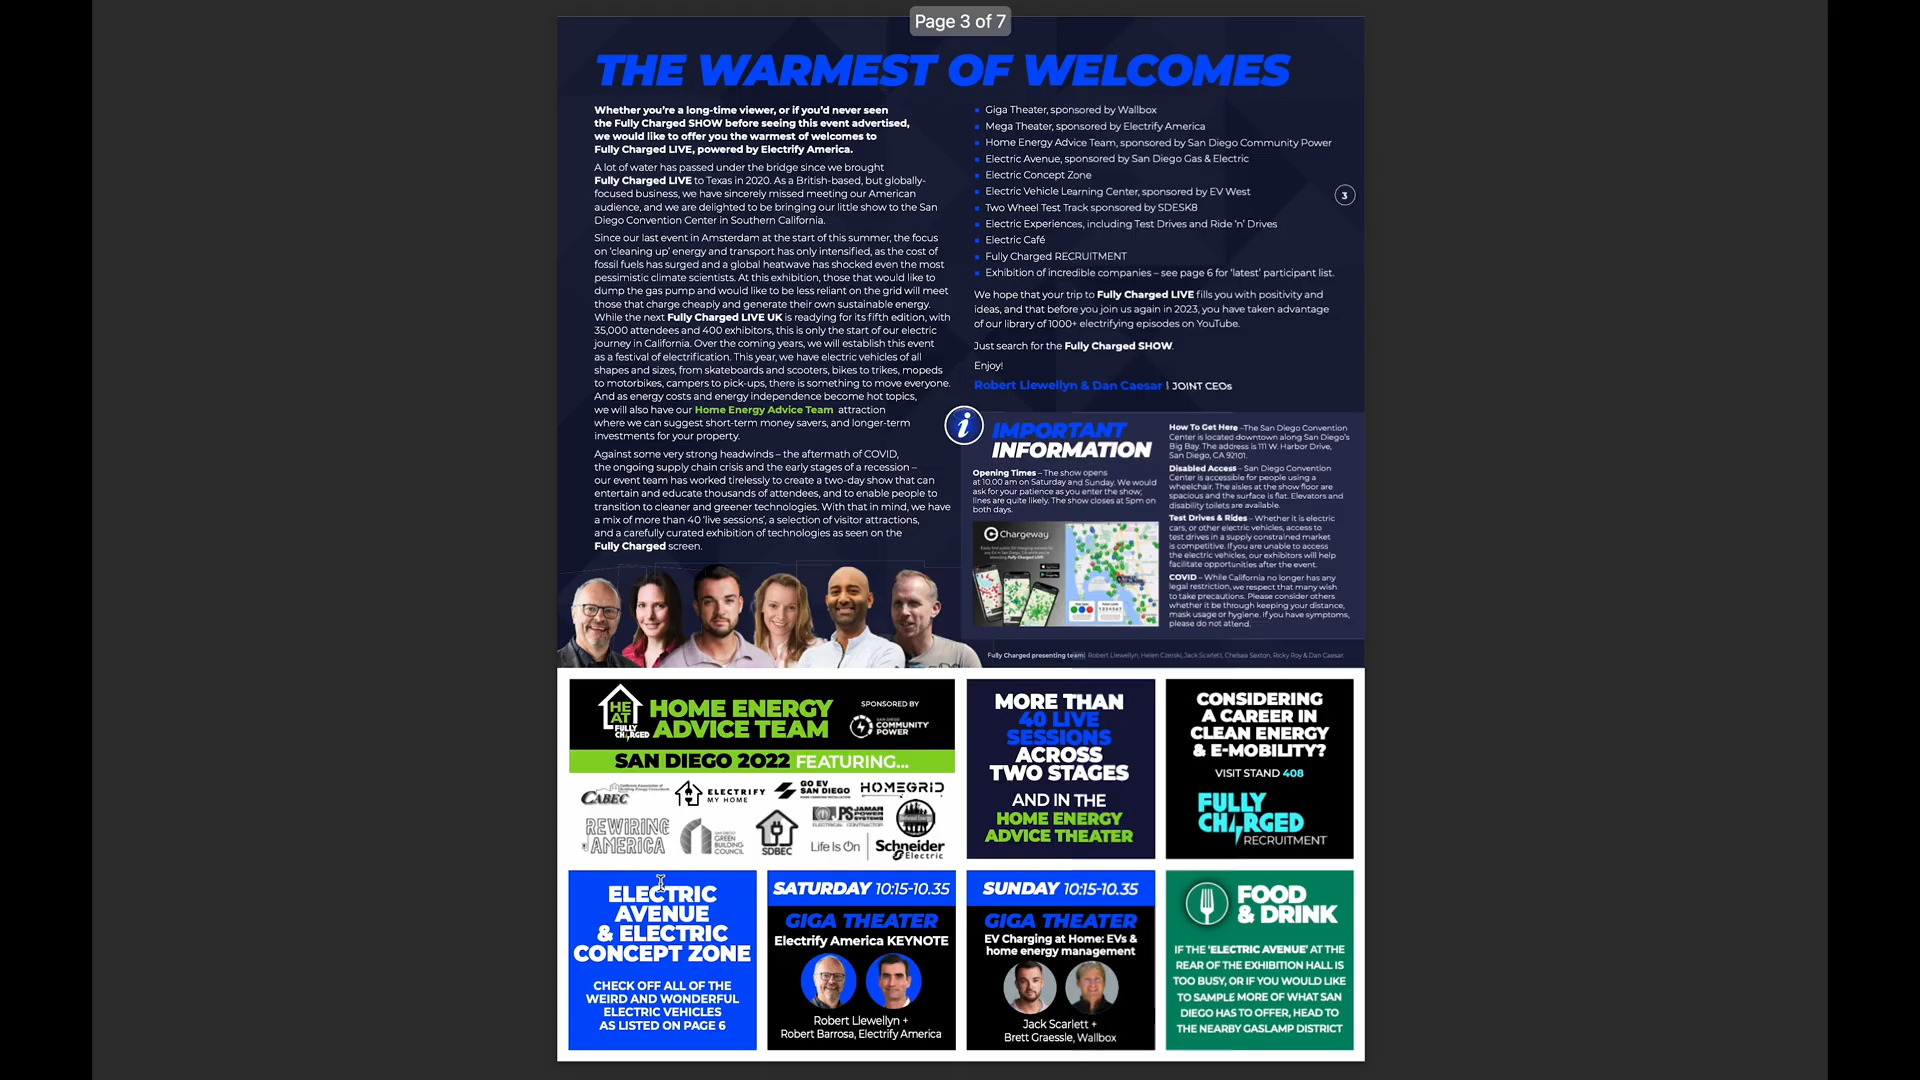 Page 3 of 7
THE WARMEST OF WELCOMES
Whether you're a long-time viewer, or if you'd never seen
the Fully Charged SHOW before seeing this event advertised,
we would like to offer you the warmest of welcomes to
Fully Charged LIVE, powered by Electrify America.
A lot of water has passed under the bridge since we brought
Fully Charged LIVE to Texas in 2020. As a British-based, but globally-
focused business, we have sincerely missed meeting our American
audience, and we are delighted to be bringing our little show to the San
Diego Convention Center in Southern California.
Since our last event in Amsterdam at the start of this summer, the focus
on 'cleaning up' energy and transport has only intensified, as the cost of
fossil fuels has surged and a global heatwave has shocked even the most
pessimistic climate scientists. At this exhibition, those that would like to
dump the gas pump and would like to be less reliant on the grid will meet
those that charge cheaply and generate their own sustainable energy.
While the next Fully Charged LIVE UK is readying for its fifth edition, with
35,000 attendees and 400 exhibitors, this is only the start of our electric
journey in California. Over the coming years, we will establish this event
as a festival of electrification. This year, we have electric vehicles of all
shapes and sizes, from skateboards and scooters, bikes to trikes, mopeds
to motorbikes, campers to pick-ups, there is something to move everyone.
And as energy costs and energy independence become hot topics,
we will also have our Home Energy Advice Team attraction
where we can suggest short-term money savers, and longer-term
investments for your property.
Against some very strong headwinds – the aftermath of COVID,
the ongoing supply chain crisis and the early stages of a recession –
our event team has worked tirelessly to create a two-day show that can
entertain and educate thousands of attendees, and to enable people to
transition to cleaner and greener technologies. With that in mind, we have
a mix of more than 40 'live sessions', a selection of visitor attractions,
and a carefully curated exhibition of technologies as seen on the
Fully Charged screen.
Giga Theater, sponsored by Wallbox
Mega Theater, sponsored by Electrify America
Home Energy Advice Team, sponsored by San Diego Community Power
Electric Avenue, sponsored by San Diego Gas & Electric
Electric Concept Zone
Electric Vehicle Learning Center, sponsored by EV West
Two Wheel Test Track sponsored by SDESK8
Electric Experiences, including Test Drives and Ride 'n' Drives
Electric Café
Fully Charged RECRUITMENT
Exhibition of incredible companies – see page 6 for 'latest' participant list.
3
We hope that your trip to Fully Charged LIVE fills you with positivity and
ideas, and that before you join us again in 2023, you have taken advantage
of our library of 1000+ electrifying episodes on YouTube.
Just search for the Fully Charged SHOW.
Enjoy!
Robert Llewellyn & Dan Caesar | JOINT CEOs
i
IMPORTANT
INFORMATION
Opening Times – The show opens
at 10.00 am on Saturday and Sunday. We would
ask for your patience as you enter the show;
lines are quite likely. The show closes at 5pm on
both days.
Chargeway
How To Get Here –The San Diego Convention
Center is located downtown along San Diego's
Big Bay. The address is 111 W. Harbor Drive,
San Diego, CA 92101.
Disabled Access – San Diego Convention
Center is accessible for people using a
wheelchair. The aisles at the show floor are
spacious and the surface is flat. Elevators and
disability toilets are available.
Test Drives & Rides – Whether it is electric
cars, or other electric vehicles, access to
test drives in a supply constrained market
is competitive. If you are unable to access
the electric vehicles, our exhibitors will help
facilitate opportunities after the event.
COVID – While California no longer has any
legal restriction, we respect that many wish
to take precautions. Please consider others
whether it be through keeping your distance,
mask usage or hygiene. If you have symptoms,
please do not attend.
Fully Charged presenting team: Robert Llewellyn, Helen Czerski, Jack Scarlett, Chelsea Sexton, Ricky Roy & Dan Caesar
HE
AT
FULLY
CHARGED
HOME ENERGY
ADVICE TEAM
SPONSORED BY
SAN DIEGO
COMMUNITY
POWER
SAN DIEGO 2022 FEATURING...
CABEC
ELECTRIFY
MY HOME
GO EV
SAN DIEGO
HOMEGRID
REWIRING
AMERICA
SAN DIEGO
GREEN
BUILDING
COUNCIL
SDBEC
JPS JAMAR
POWER
SYSTEMS
ELECTRICAL CONTRACTOR
Life Is On
Schneider
Electric
MORE THAN
40 LIVE
SESSIONS
ACROSS
TWO STAGES
AND IN THE
HOME ENERGY
ADVICE THEATER
CONSIDERING
A CAREER IN
CLEAN ENERGY
& E-MOBILITY?
VISIT STAND 408
FULLY
CHARGED
RECRUITMENT
ELECTRIC
AVENUE
& ELECTRIC
CONCEPT ZONE
CHECK OFF ALL OF THE
WEIRD AND WONDERFUL
ELECTRIC VEHICLES
AS LISTED ON PAGE 6
SATURDAY 10:15-10.35
GIGA THEATER
Electrify America KEYNOTE
Robert Llewellyn +
Robert Barrosa, Electrify America
SUNDAY 10:15-10.35
GIGA THEATER
EV Charging at Home: EVs &
home energy management
Jack Scarlett +
Brett Graessle, Wallbox
FOOD
& DRINK
IF THE 'ELECTRIC AVENUE' AT THE
REAR OF THE EXHIBITION HALL IS
TOO BUSY, OR IF YOU WOULD LIKE
TO SAMPLE MORE OF WHAT SAN
DIEGO HAS TO OFFER, HEAD TO
THE NEARBY GASLAMP DISTRICT